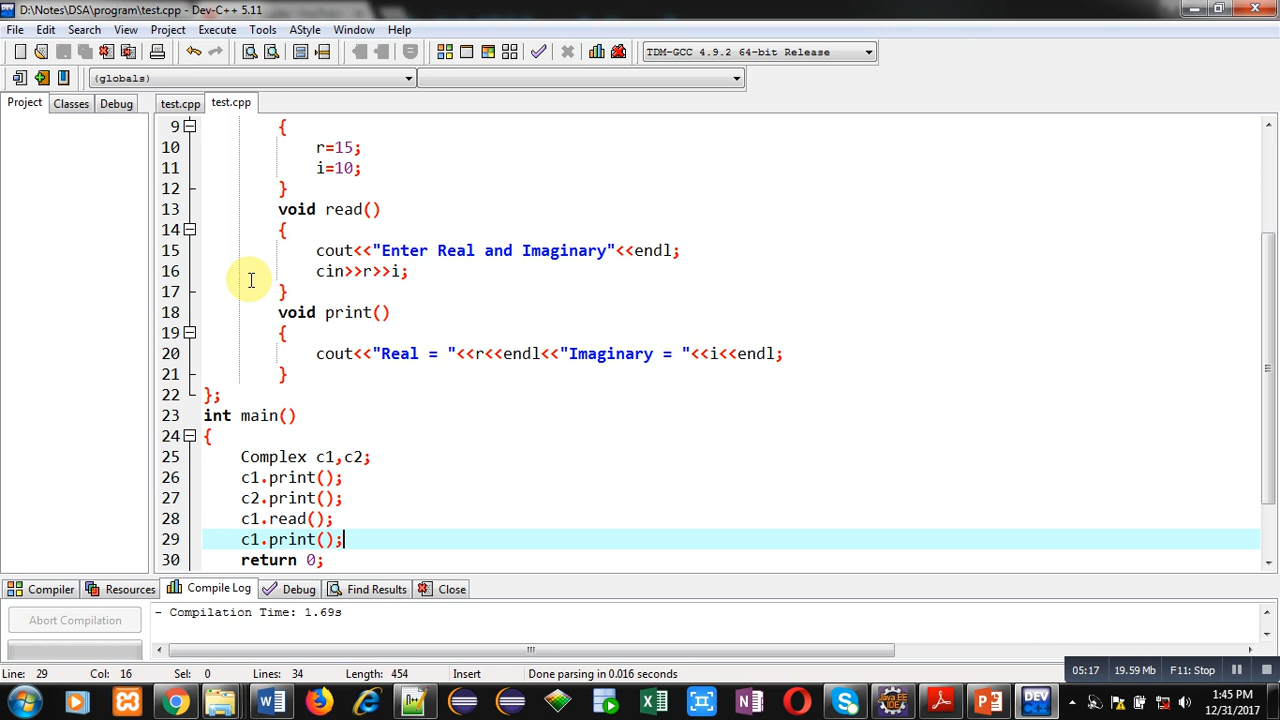 D:\Notes\DSA\program\test.cpp - Dev-C++ 5.11
File Edit Search View Project Execute Tools AStyle Window Help
TDM-GCC 4.9.2 64-bit Release
(globals)
Project Classes Debug test.cpp test.cpp
9 {
10 r=15;
11 i=10;
12 }
13 void read()
14 {
15 cout<<"Enter Real and Imaginary"<<endl;
16 cin>>r>>i;
17 }
18 void print()
19 {
20 cout<<"Real = "<<r<<endl<<"Imaginary = "<<i<<endl;
21 }
22 };
23 int main()
24 {
25 Complex c1,c2;
26 c1.print();
27 c2.print();
28 c1.read();
29 c1.print();
30 return 0;
Compiler Resources Compile Log Debug Find Results Close
Abort Compilation
- Compilation Time: 1.69s
Line: 29 Col: 16 Sel: 0 Lines: 34 Length: 454 Insert Done parsing in 0.016 seconds
05:17 19.59 Mb F11: Stop
1:45 PM
12/31/2017